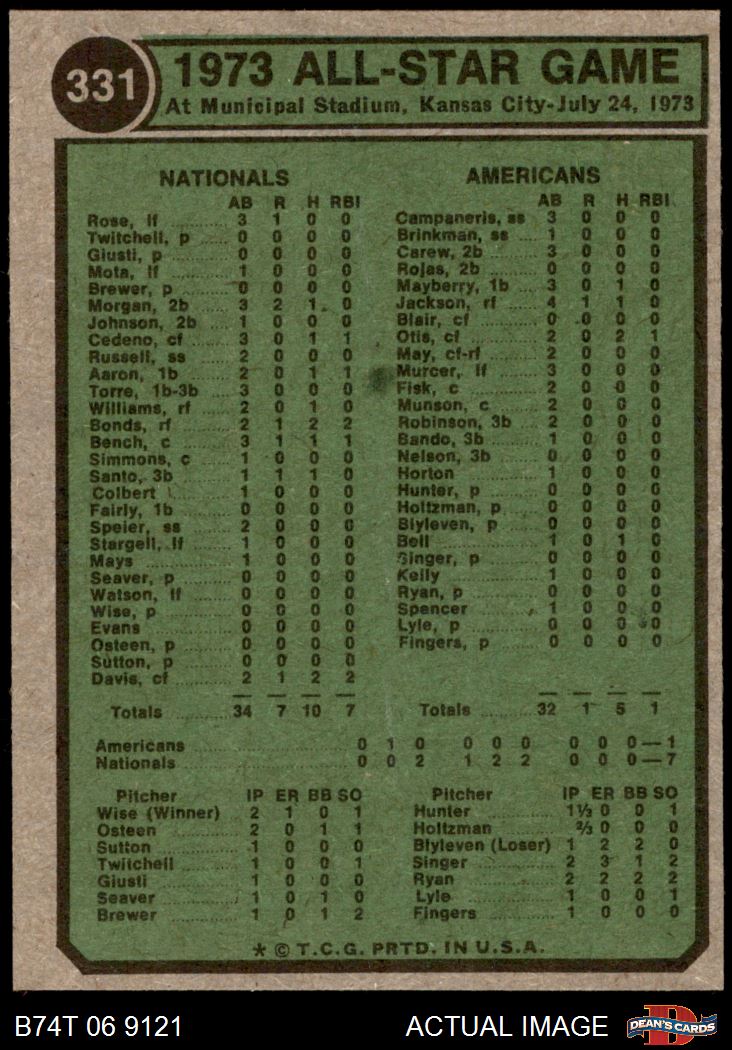 331
1973 ALL-STAR GAME
At Municipal Stadium, Kansas City-July 24, 1973
NATIONALS
AB R H RBI
Rose, lf 3 1 0 0
Twitchell, p 0 0 0 0
Giusti, p 0 0 0 0
Mota, lf 1 0 0 0
Brewer, p 0 0 0 0
Morgan, 2b 3 2 1 0
Johnson, 2b 1 0 0 0
Cedeno, cf 3 0 1 1
Russell, ss 2 0 0 0
Aaron, 1b 2 0 1 1
Torre, 1b-3b 3 0 0 0
Williams, rf 2 0 1 0
Bonds, rf 2 1 2 2
Bench, c 3 1 1 1
Simmons, c 1 0 0 0
Santo, 3b 1 1 1 0
Colbert 1 0 0 0
Fairly, 1b 0 0 0 0
Speier, ss 2 0 0 0
Stargell, lf 1 0 0 0
Mays 1 0 0 0
Seaver, p 0 0 0 0
Watson, lf 0 0 0 0
Wise, p 0 0 0 0
Evans 0 0 0 0
Osteen, p 0 0 0 0
Sutton, p 0 0 0 0
Davis, cf 2 1 2 2
Totals 34 7 10 7
AMERICANS
AB R H RBI
Campaneris, ss 3 0 0 0
Brinkman, ss 1 0 0 0
Carew, 2b 3 0 0 0
Rojas, 2b 0 0 0 0
Mayberry, 1b 3 0 1 0
Jackson, rf 4 1 1 0
Blair, cf 0 0 0 0
Otis, cf 2 0 2 1
May, cf-rf 2 0 0 0
Murcer, lf 3 0 0 0
Fisk, c 2 0 0 0
Munson, c 2 0 0 0
Robinson, 3b 2 0 0 0
Bando, 3b 1 0 0 0
Nelson, 3b 0 0 0 0
Horton 1 0 0 0
Hunter, p 0 0 0 0
Holtzman, p 0 0 0 0
Blyleven, p 0 0 0 0
Bell 1 0 1 0
Singer, p 0 0 0 0
Kelly 1 0 0 0
Ryan, p 0 0 0 0
Spencer 1 0 0 0
Lyle, p 0 0 0 0
Fingers, p 0 0 0 0
Totals 32 1 5 1
Americans 0 1 0 0 0 0 0 0 0—1
Nationals 0 0 2 1 2 2 0 0 0—7
Pitcher IP ER BB SO
Wise (Winner) 2 1 0 1
Osteen 2 0 1 1
Sutton 1 0 0 0
Twitchell 1 0 0 1
Giusti 1 0 0 0
Seaver 1 0 1 0
Brewer 1 0 1 2
Pitcher IP ER BB SO
Hunter 1⅓ 0 0 1
Holtzman ⅔ 0 0 0
Blyleven (Loser) 1 2 2 0
Singer 2 3 1 2
Ryan 2 2 2 2
Lyle 1 0 0 1
Fingers 1 0 0 0
* © T.C.G. PRTD. IN U.S.A.
B74T 06 9121
ACTUAL IMAGE
D
DEAN'S CARDS